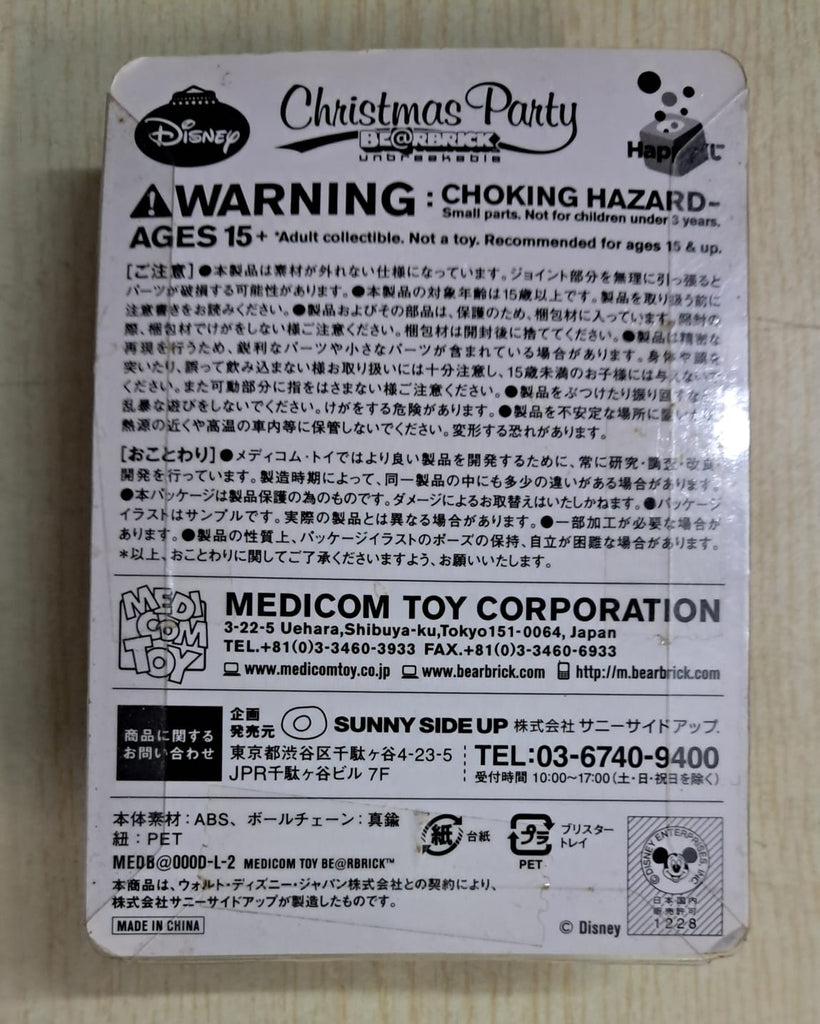 Disney
Christmas Party
BE@RBRICK
unbreakable
Happyくじ
WARNING : CHOKING HAZARD-
Small parts. Not for children under 3 years.
AGES 15+ *Adult collectible. Not a toy. Recommended for ages 15 & up.
[ご注意]●本製品は素材が外れない仕様になっています。ジョイント部分を無理に引っ張ると
パーツが破損する可能性があります。●本製品の対象年齢は15歳以上です。製品を取り扱う前に
注意書きをお読みください。●製品およびその部品は、保護のため、梱包材に入っています。開封の
際、梱包材でけがをしない様ご注意ください。梱包材は開封後に捨ててください。●製品は精密な
再現を行うため、鋭利なパーツや小さなパーツが含まれている場合があります。身体や頭を
突いたり、誤って飲み込まない様お取り扱いには十分注意し、15歳未満のお子様には与えないで
ください。また可動部分に指をはさまない様ご注意ください。●製品をぶつけたり振り回すなど
乱暴な遊びをしないでください。けがをする危険があります。●製品を不安定な場所に置いたり
熱源の近くや高温の車内等に保管しないでください。変形する恐れがあります。
[おことわり]●メディコム・トイではより良い製品を開発するために、常に研究・調査・改良
開発を行っています。製造時期によって、同一製品の中にも多少の違いがある場合があります。
●本パッケージは製品保護の為のものです。ダメージによるお取替えはいたしかねます。●パッケージ
イラストはサンプルです。実際の製品とは異なる場合があります。●一部加工が必要な場合が
あります。●製品の性質上、パッケージイラストのポーズの保持、自立が困難な場合があります。
*以上、おことわりに関してご了承くださいますよう、お願いいたします。
MEDI COM TOY
MEDICOM TOY CORPORATION
3-22-5 Uehara,Shibuya-ku,Tokyo151-0064, Japan
TEL.+81(0)3-3460-3933 FAX.+81(0)3-3460-6933
www.medicomtoy.co.jp www.bearbrick.com http://m.bearbrick.com
商品に関する
お問い合わせ
企画
発売元
SUNNY SIDE UP 株式会社 サニーサイドアップ.
東京都渋谷区千駄ヶ谷4-23-5
JPR千駄ヶ谷ビル 7F
TEL:03-6740-9400
受付時間 10:00~17:00(土・日・祝日を除く)
本体素材:ABS、ボールチェーン:真鍮
紐:PET
紙 台紙
プラ
PET
ブリスター
トレイ
MEDB@000D-L-2 MEDICOM TOY BE@RBRICK™
本商品は、ウォルト・ディズニー・ジャパン株式会社との契約により、
株式会社サニーサイドアップが製造したものです。
MADE IN CHINA
© Disney
©DISNEY ENTERPRISES, INC
日本国内
販売許可
1228